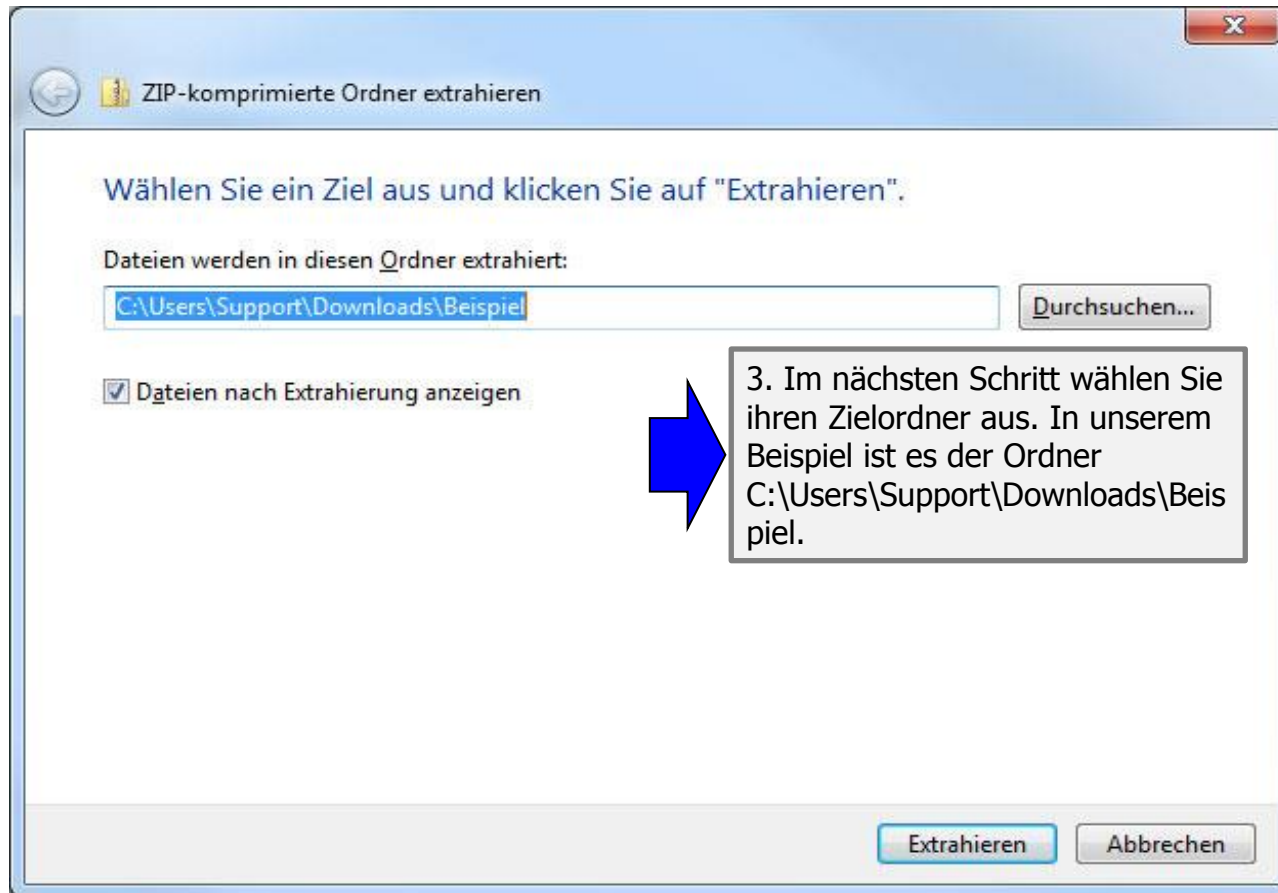 ZIP-komprimierte Ordner extrahieren
Wählen Sie ein Ziel aus und klicken Sie auf "Extrahieren".
Dateien werden in diesen Ordner extrahiert:
C:\Users\Support\Downloads\Beispiel
Durchsuchen...
Dateien nach Extrahierung anzeigen
3. Im nächsten Schritt wählen Sie
ihren Zielordner aus. In unserem
Beispiel ist es der Ordner
C:\Users\Support\Downloads\Beis
piel.
Extrahieren
Abbrechen